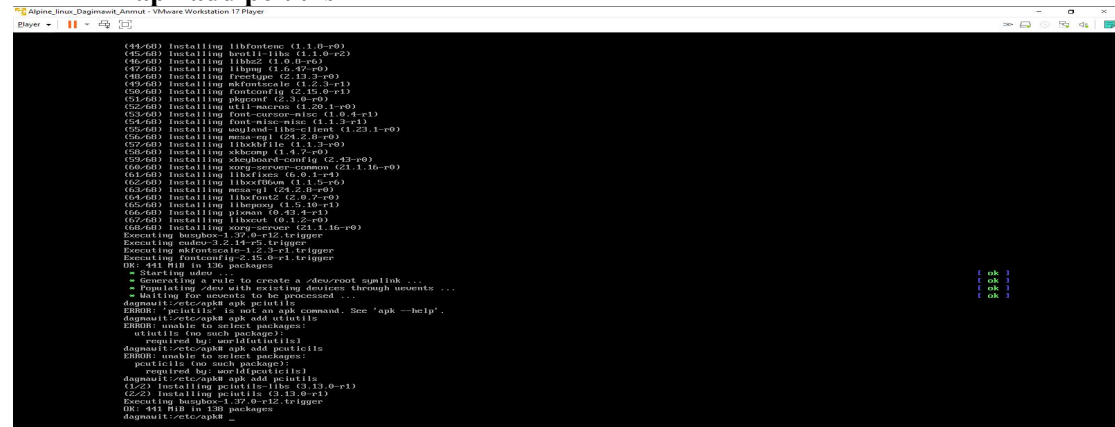 Alpine_linux_Dagimawit_Anmut - VMware Workstation 17 Player
Player
(44/68) Installing libfontenc (1.1.8-r0)
(45/68) Installing brotli-libs (1.1.0-r2)
(46/68) Installing libbz2 (1.0.8-r6)
(47/68) Installing libpng (1.6.47-r0)
(48/68) Installing freetype (2.13.3-r0)
(49/68) Installing mkfontscale (1.2.3-r1)
(50/68) Installing fontconfig (2.15.0-r1)
(51/68) Installing pkgconf (2.3.0-r0)
(52/68) Installing util-macros (1.20.1-r0)
(53/68) Installing font-cursor-misc (1.0.4-r1)
(54/68) Installing font-misc-misc (1.1.3-r1)
(55/68) Installing wayland-libs-client (1.23.1-r0)
(56/68) Installing mesa-egl (24.2.8-r0)
(57/68) Installing libxkbfile (1.1.3-r0)
(58/68) Installing xkbcomp (1.4.7-r0)
(59/68) Installing xkeyboard-config (2.43-r0)
(60/68) Installing xorg-server-common (21.1.16-r0)
(61/68) Installing libxfixes (6.0.1-r4)
(62/68) Installing libxxf86vm (1.1.5-r6)
(63/68) Installing mesa-gl (24.2.8-r0)
(64/68) Installing libxfont2 (2.0.7-r0)
(65/68) Installing libepoxy (1.5.10-r1)
(66/68) Installing pixman (0.43.4-r1)
(67/68) Installing libxcvt (0.1.2-r0)
(68/68) Installing xorg-server (21.1.16-r0)
Executing busybox-1.37.0-r12.trigger
Executing eudev-3.2.14-r5.trigger
Executing mkfontscale-1.2.3-r1.trigger
Executing fontconfig-2.15.0-r1.trigger
OK: 441 MiB in 136 packages
* Starting udev ... [ ok ]
* Generating a rule to create a /dev/root symlink ... [ ok ]
* Populating /dev with existing devices through uevents ... [ ok ]
* Waiting for uevents to be processed ... [ ok ]
dagmawit:/etc/apk# apk pciutils
ERROR: 'pciutils' is not an apk command. See 'apk --help'.
dagmawit:/etc/apk# apk add utiutils
ERROR: unable to select packages:
utiutils (no such package):
required by: world[utiutils]
dagmawit:/etc/apk# apk add pcuticils
ERROR: unable to select packages:
pcuticils (no such package):
required by: world[pcuticils]
dagmawit:/etc/apk# apk add pciutils
(1/2) Installing pciutils-libs (3.13.0-r1)
(2/2) Installing pciutils (3.13.0-r1)
Executing busybox-1.37.0-r12.trigger
OK: 441 MiB in 138 packages
dagmawit:/etc/apk# _